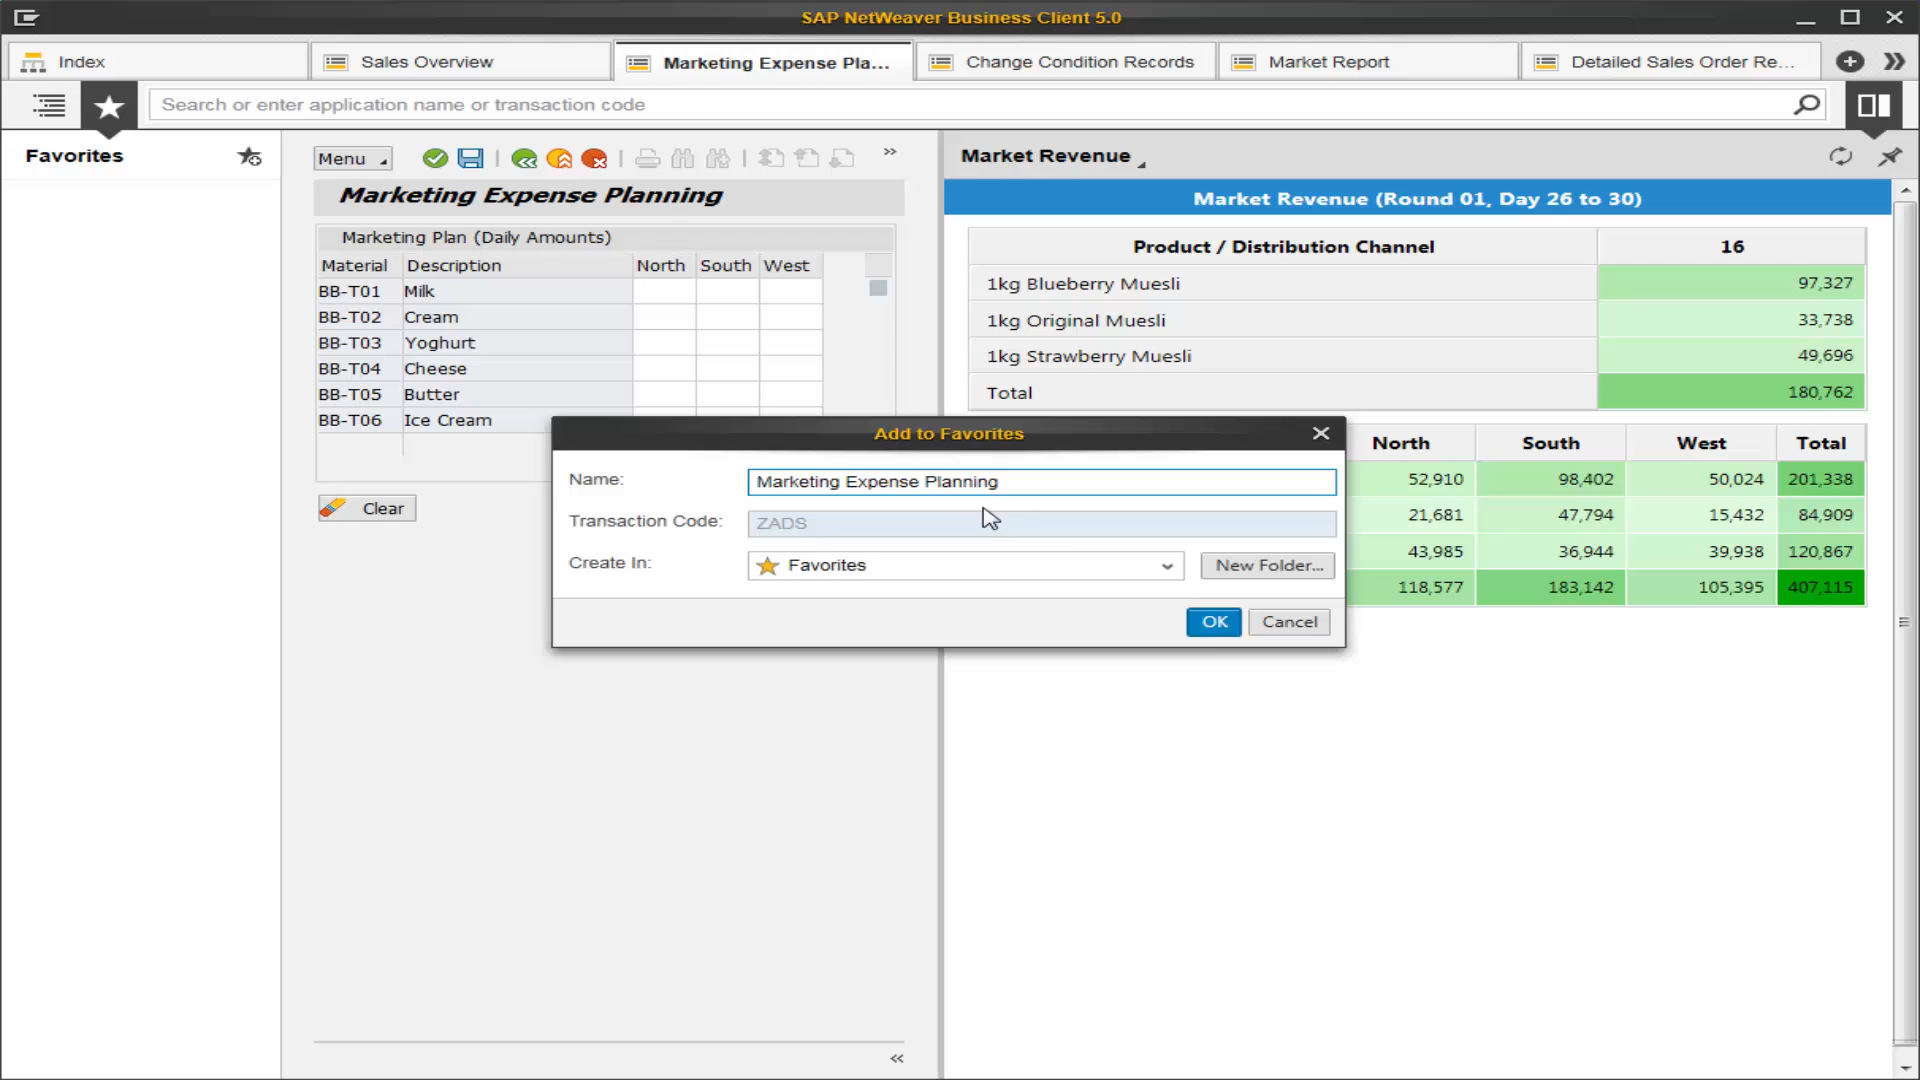 SAP NetWeaver Business Client 5.0
Index
Sales Overview
Marketing Expense Pla...
Change Condition Records
Market Report
Detailed Sales Order Re...
Search or enter application name or transaction code
Favorites
Menu
Marketing Expense Planning
Marketing Plan (Daily Amounts)
Material Description North South West
BB-T01 Milk
BB-T02 Cream
BB-T03 Yoghurt
BB-T04 Cheese
BB-T05 Butter
BB-T06 Ice Cream
Clear
Market Revenue
Market Revenue (Round 01, Day 26 to 30)
Product / Distribution Channel 16
1kg Blueberry Muesli 97,327
1kg Original Muesli 33,738
1kg Strawberry Muesli 49,696
Total 180,762
North South West Total
52,910 98,402 50,024 201,338
21,681 47,794 15,432 84,909
43,985 36,944 39,938 120,867
118,577 183,142 105,395 407,115
Add to Favorites
Name: Marketing Expense Planning
Transaction Code: ZADS
Create In: Favorites New Folder...
OK Cancel